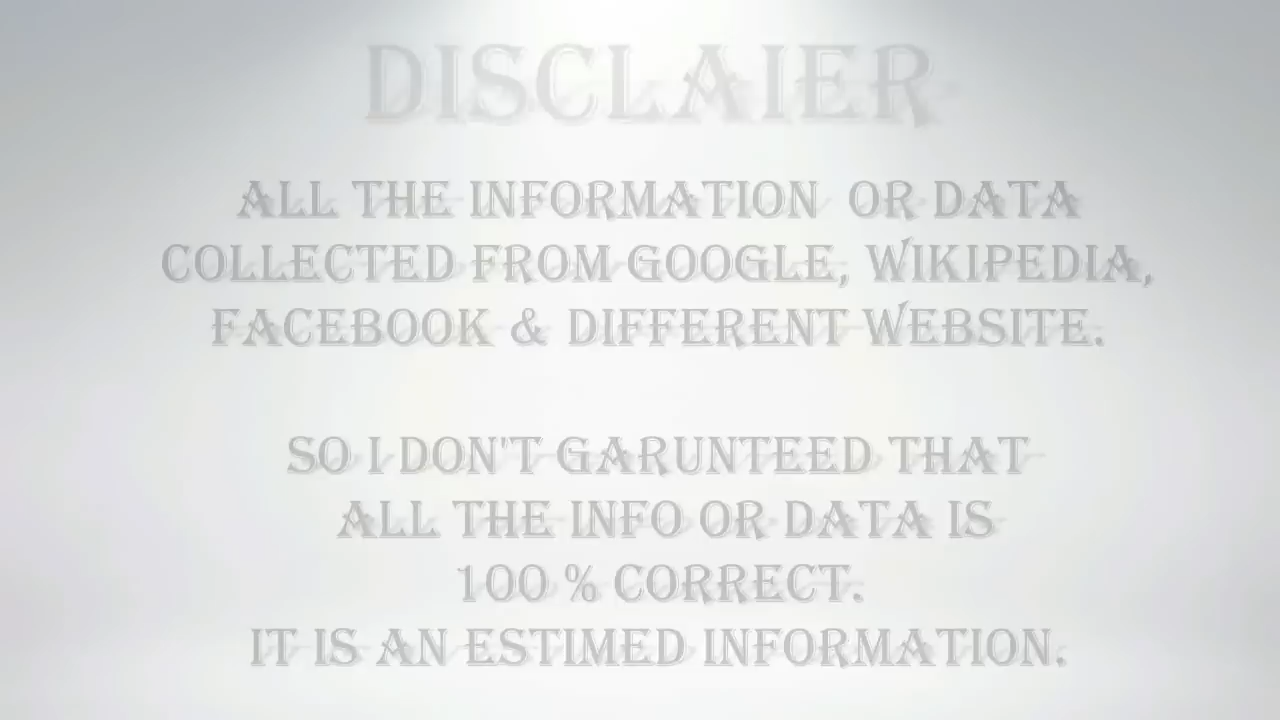 DISCLAIER
ALL THE INFORMATION OR DATA
COLLECTED FROM GOOGLE, WIKIPEDIA,
FACEBOOK & DIFFERENT WEBSITE.
SO I DON'T GARUNTEED THAT
ALL THE INFO OR DATA IS
100 % CORRECT.
IT IS AN ESTIMED INFORMATION.